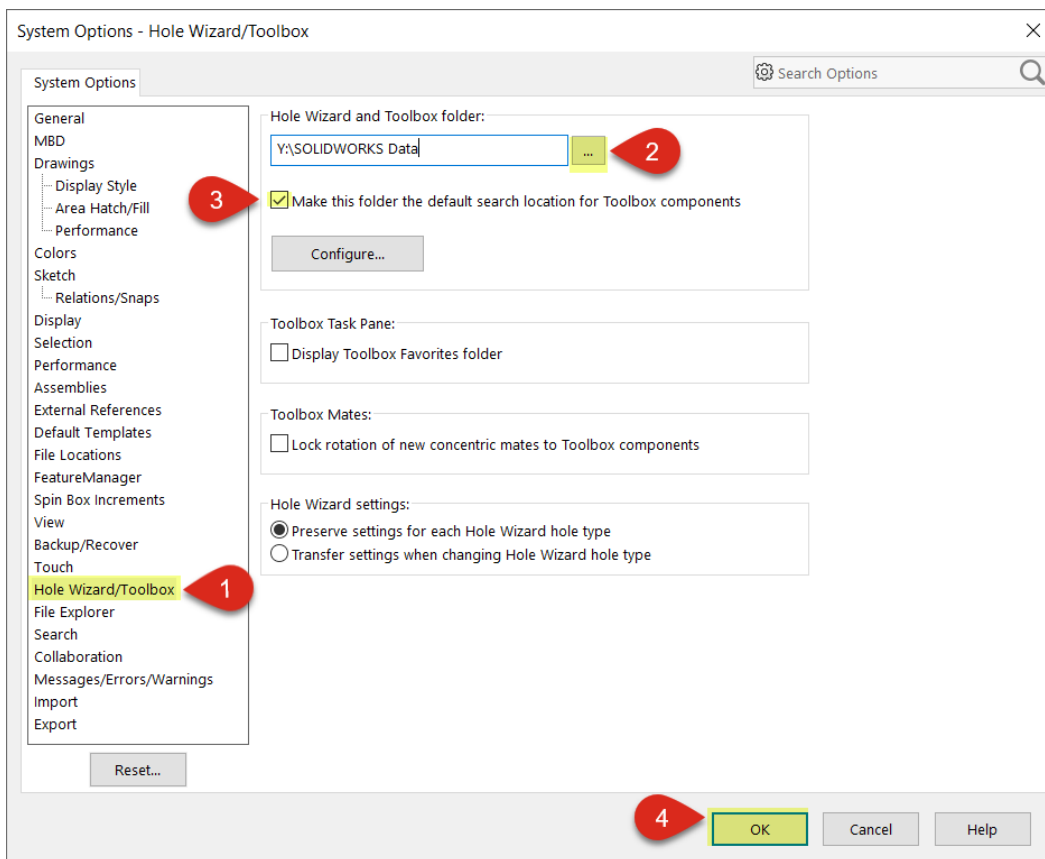 System Options - Hole Wizard/Toolbox
System Options
Search Options
General
MBD
Drawings
Display Style
Area Hatch/Fill
Performance
Colors
Sketch
Relations/Snaps
Display
Selection
Performance
Assemblies
External References
Default Templates
File Locations
FeatureManager
Spin Box Increments
View
Backup/Recover
Touch
Hole Wizard/Toolbox
1
File Explorer
Search
Collaboration
Messages/Errors/Warnings
Import
Export
Reset...
Hole Wizard and Toolbox folder:
Y:\SOLIDWORKS Data
...
2
3
Make this folder the default search location for Toolbox components
Configure...
Toolbox Task Pane:
Display Toolbox Favorites folder
Toolbox Mates:
Lock rotation of new concentric mates to Toolbox components
Hole Wizard settings:
Preserve settings for each Hole Wizard hole type
Transfer settings when changing Hole Wizard hole type
4
OK
Cancel
Help